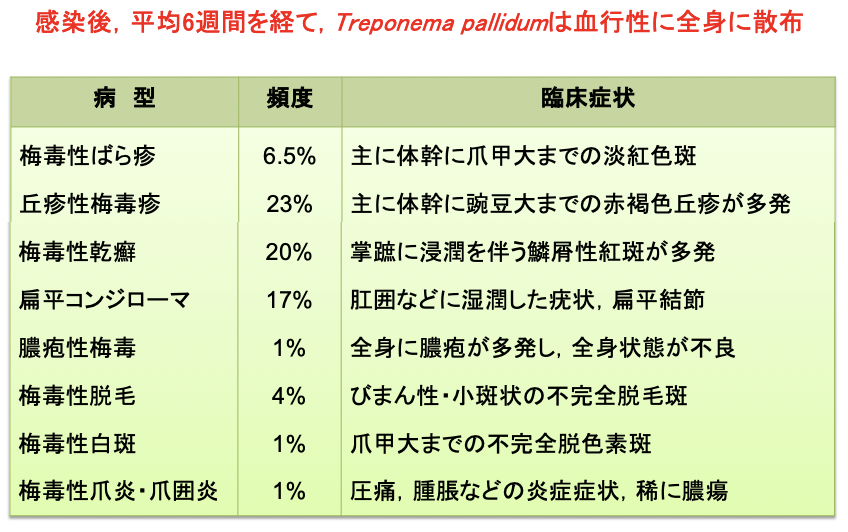 感染後，平均6週間を経て，Treponema pallidumは血行性に全身に散布
病　型　頻度　臨床症状
梅毒性ばら疹　6.5%　主に体幹に爪甲大までの淡紅色斑
丘疹性梅毒疹　23%　主に体幹に豌豆大までの赤褐色丘疹が多発
梅毒性乾癬　20%　掌蹠に浸潤を伴う鱗屑性紅斑が多発
扁平コンジローマ　17%　肛囲などに湿潤した疣状，扁平結節
膿疱性梅毒　1%　全身に膿疱が多発し，全身状態が不良
梅毒性脱毛　4%　びまん性・小斑状の不完全脱毛斑
梅毒性白斑　1%　爪甲大までの不完全脱色素斑
梅毒性爪炎・爪囲炎　1%　圧痛，腫脹などの炎症症状，稀に膿瘍